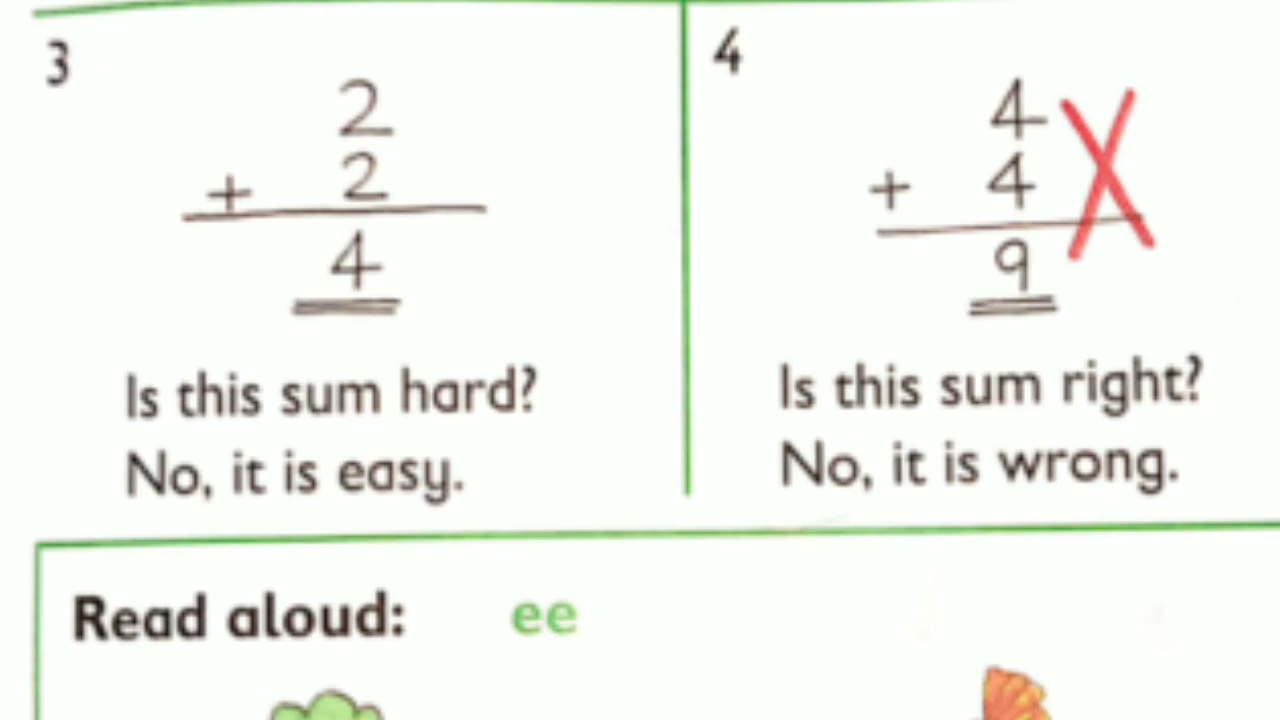 3
2
+ 2
4
Is this sum hard?
No, it is easy.
4
4
+ 4
9
Is this sum right?
No, it is wrong.
Read aloud: ee